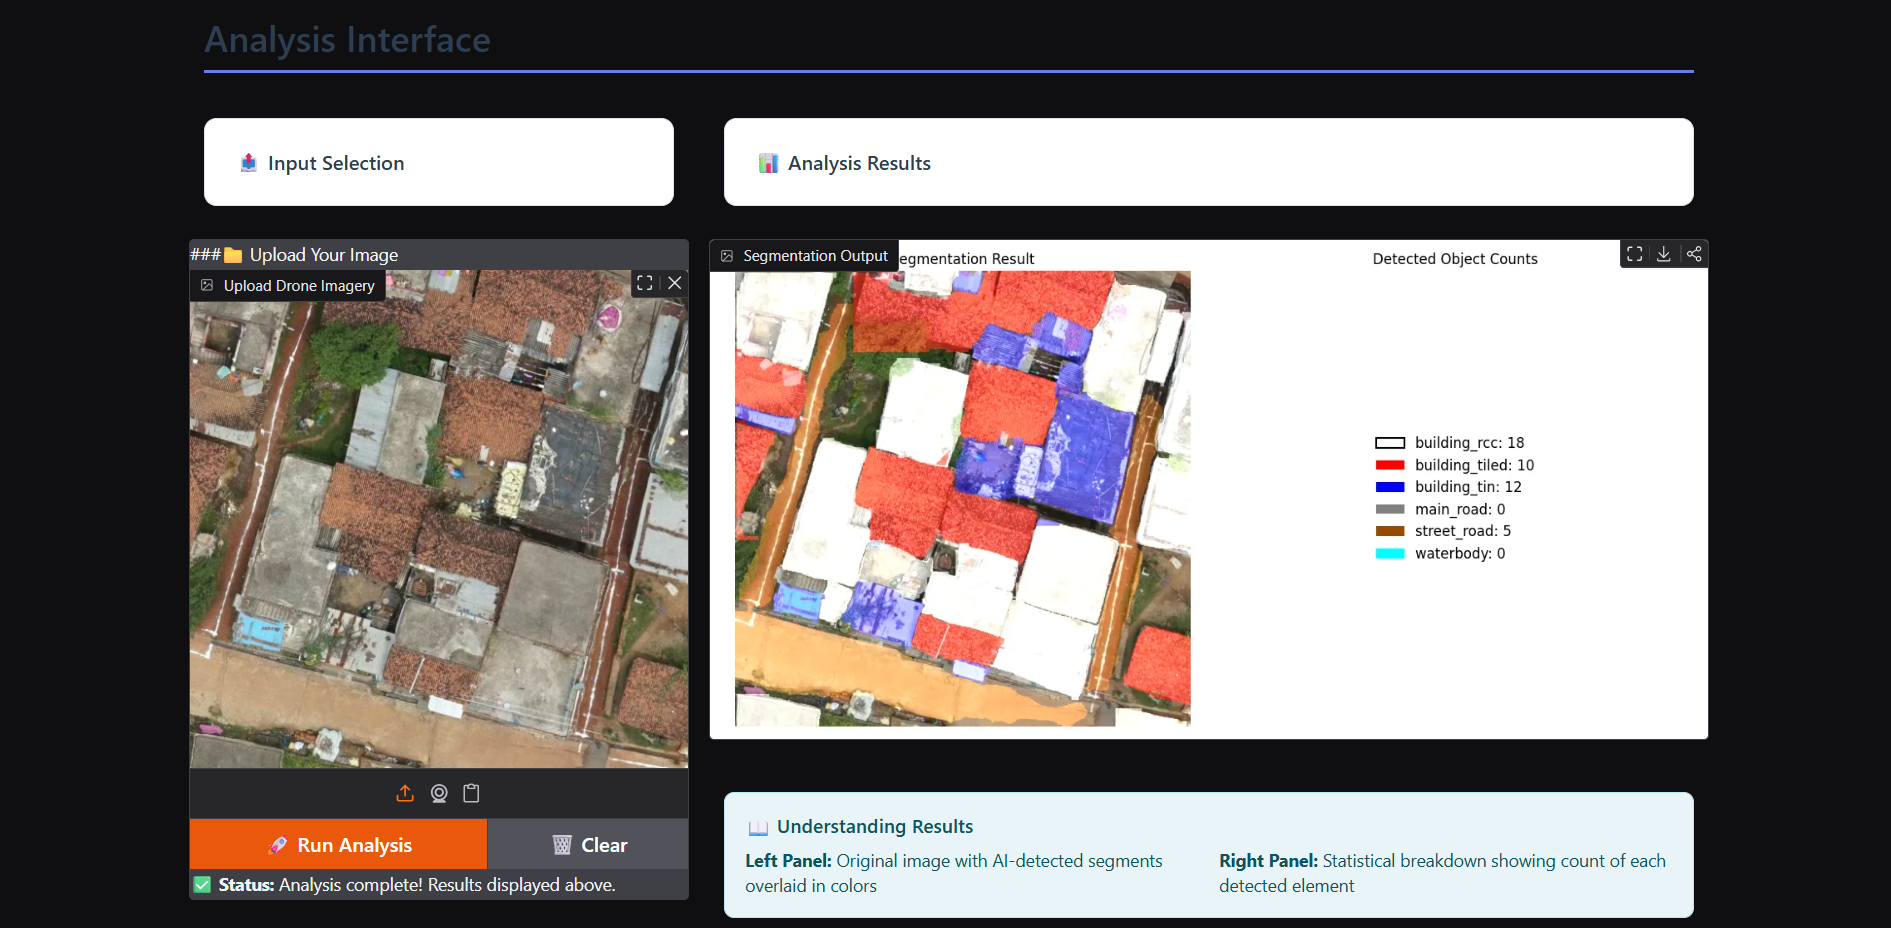 Analysis Interface
📤 Input Selection
📊 Analysis Results
###📁 Upload Your Image
Upload Drone Imagery
🚀 Run Analysis
🗑️ Clear
✅ Status: Analysis complete! Results displayed above.
Segmentation Output
egmentation Result
Detected Object Counts
building_rcc: 18
building_tiled: 10
building_tin: 12
main_road: 0
street_road: 5
waterbody: 0
📖 Understanding Results
Left Panel: Original image with AI-detected segments
overlaid in colors
Right Panel: Statistical breakdown showing count of each
detected element